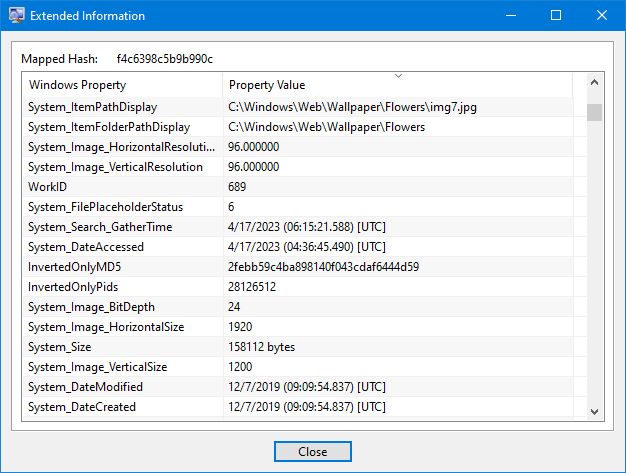 Extended Information
Mapped Hash: f4c6398c5b9b990c
Windows Property Property Value
System_ItemPathDisplay C:\Windows\Web\Wallpaper\Flowers\img7.jpg
System_ItemFolderPathDisplay C:\Windows\Web\Wallpaper\Flowers
System_Image_HorizontalResoluti... 96.000000
System_Image_VerticalResolution 96.000000
WorkID 689
System_FilePlaceholderStatus 6
System_Search_GatherTime 4/17/2023 (06:15:21.588) [UTC]
System_DateAccessed 4/17/2023 (04:36:45.490) [UTC]
InvertedOnlyMD5 2febb59c4ba898140f043cdaf6444d59
InvertedOnlyPids 28126512
System_Image_BitDepth 24
System_Image_HorizontalSize 1920
System_Size 158112 bytes
System_Image_VerticalSize 1200
System_DateModified 12/7/2019 (09:09:54.837) [UTC]
System_DateCreated 12/7/2019 (09:09:54.837) [UTC]
Close